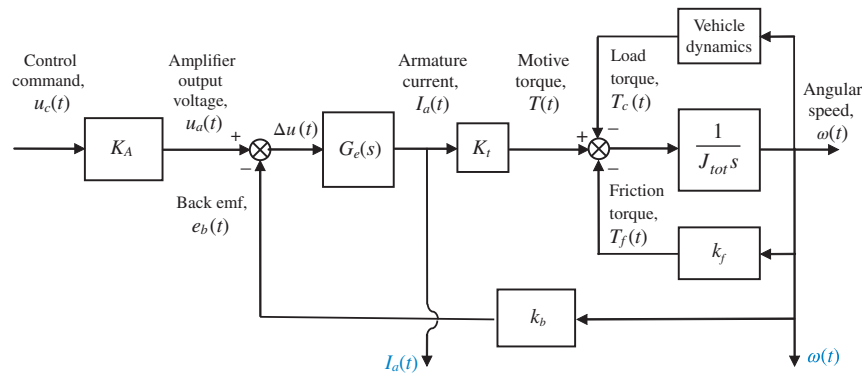 Control
command,
u_c(t)
K_A
Amplifier
output
voltage,
u_a(t)
+
−
Δu(t)
Back emf,
e_b(t)
G_e(s)
Armature
current,
I_a(t)
K_t
Motive
torque,
T(t)
+
−
−
Load
torque,
T_c(t)
Vehicle
dynamics
1
J_tot s
Angular
speed,
ω(t)
Friction
torque,
T_f(t)
k_f
k_b
I_a(t)
ω(t)